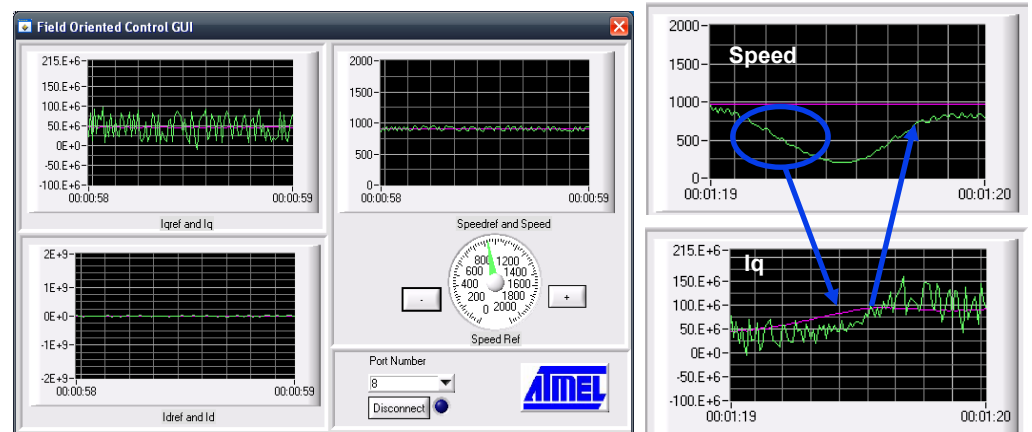 Field Oriented Control GUI
215.E+6
150.E+6
100.E+6
50.E+6
0E+0
-50.E+6
-100.E+6
00:00:58 00:00:59
Iqref and Iq
2000
1500
1000
500
0
00:00:58 00:00:59
Speedref and Speed
2E+9
1E+9
0E+0
-1E+9
-2E+9
00:00:58 00:00:59
Idref and Id
800 1200
600 1400
400 1600
200 1800
0 2000
-
+
Speed Ref
Port Number
8
Disconnect
ATMEL
2000
1500
1000
500
0
Speed
00:01:19 00:01:20
215.E+6
150.E+6
100.E+6
50.E+6
0E+0
-50.E+6
-100.E+6
Iq
00:01:19 00:01:20